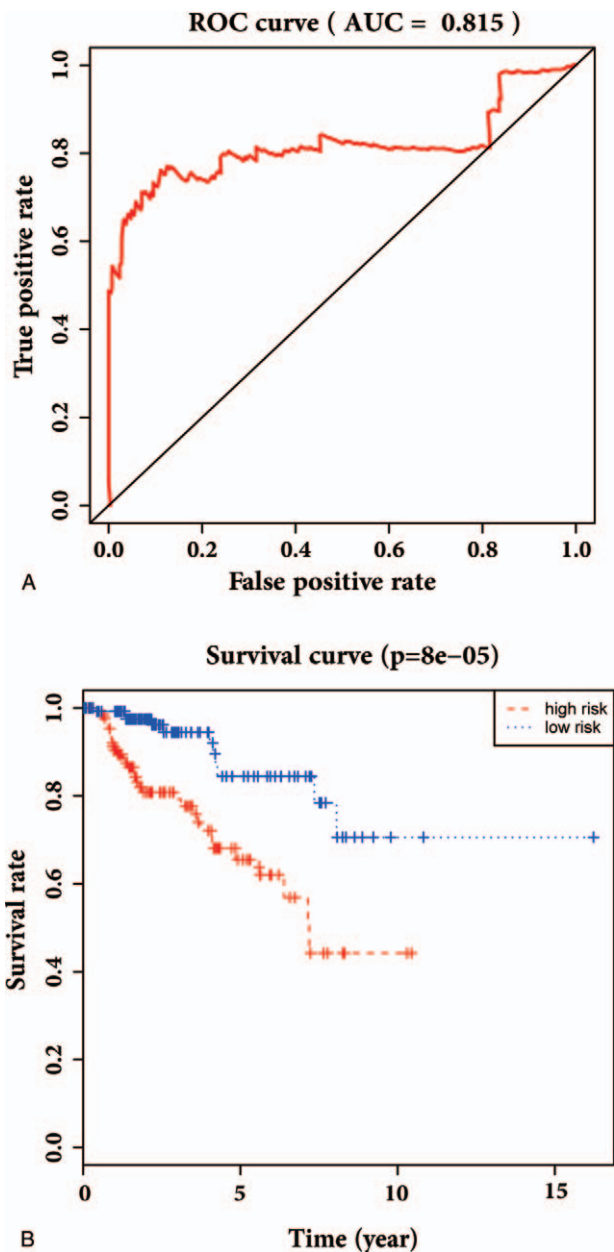 ROC curve ( AUC = 0.815 )
True positive rate
1.0
0.8
0.6
0.4
0.2
0.0
0.0 0.2 0.4 0.6 0.8 1.0
False positive rate
A
Survival curve (p=8e−05)
high risk
low risk
Survival rate
1.0
0.8
0.6
0.4
0.2
0.0
0 5 10 15
Time (year)
B